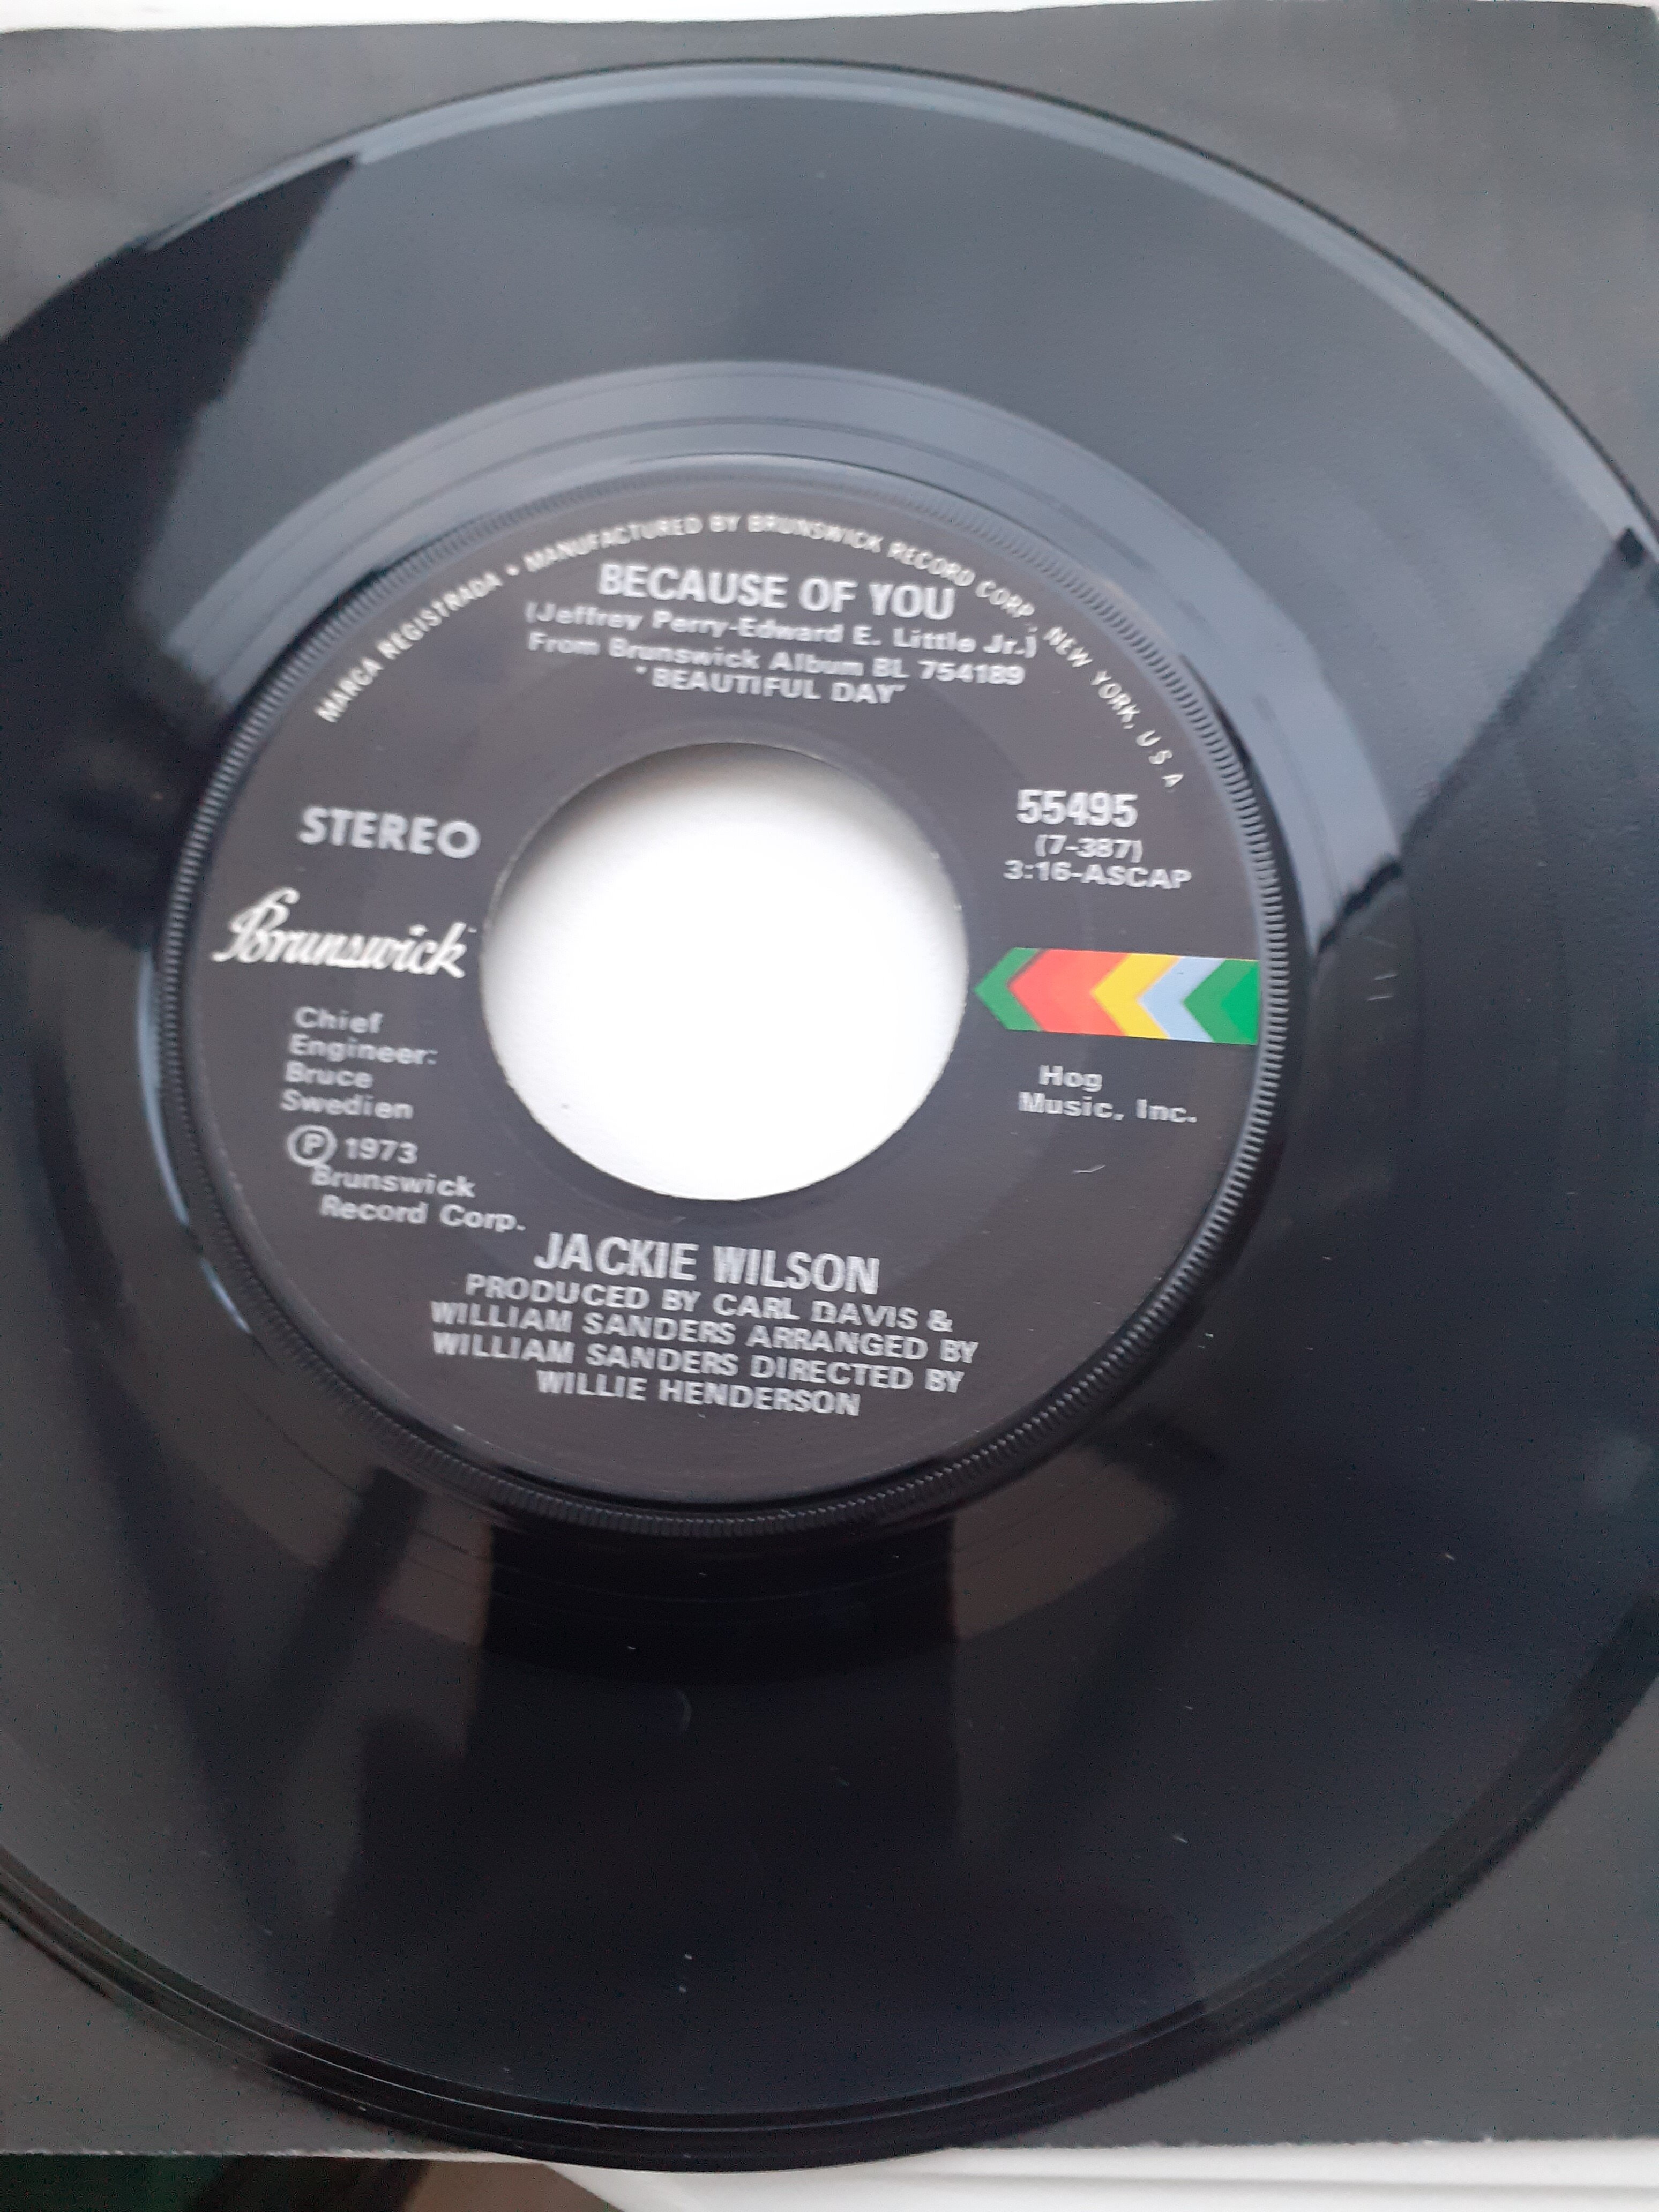 MARCA REGISTRADA • MANUFACTURED BY BRUNSWICK RECORD CORP., NEW YORK, U S A
BECAUSE OF YOU
(Jeffrey Perry-Edward E. Little Jr.)
From Brunswick Album BL 754189
"BEAUTIFUL DAY"
STEREO
55495
(7-387)
3:16-ASCAP
Brunswick
Chief
Engineer:
Bruce
Swedien
Ⓟ 1973
Brunswick
Record Corp.
Hog
Music, Inc.
JACKIE WILSON
PRODUCED BY CARL DAVIS &
WILLIAM SANDERS ARRANGED BY
WILLIAM SANDERS DIRECTED BY
WILLIE HENDERSON